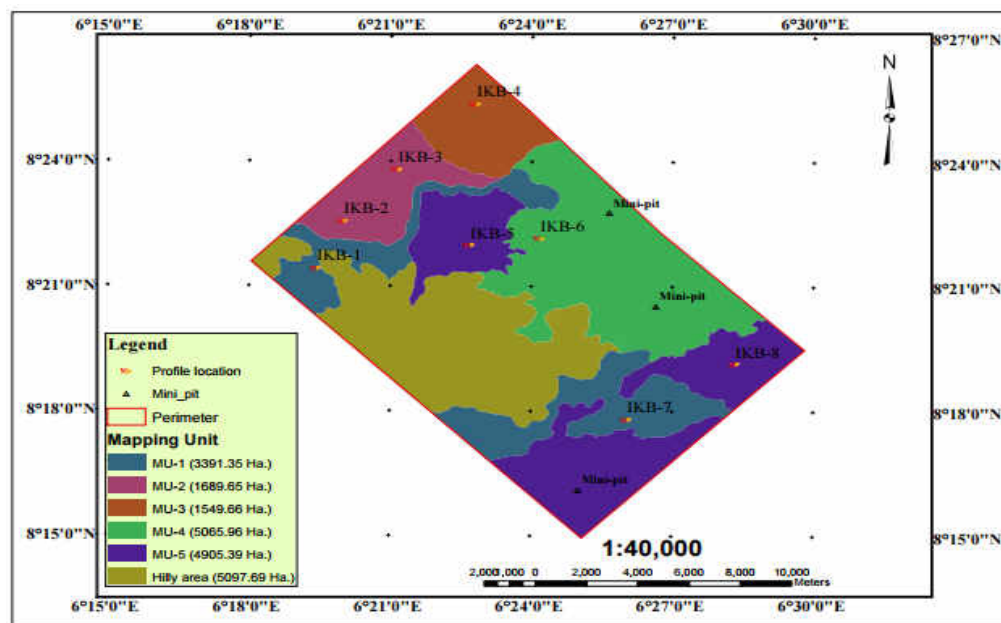 6°15'0"E 6°18'0"E 6°21'0"E 6°24'0"E 6°27'0"E 6°30'0"E
8°27'0"N
N
IKB-4
8°24'0"N IKB-3 8°24'0"N
IKB-2 Mini-pit
IKB-5 IKB-6
IKB-1
8°21'0"N Mini-pit 8°21'0"N
IKB-8
8°18'0"N IKB-7 8°18'0"N
Mini-pit
8°15'0"N 8°15'0"N
Legend
Profile location
Mini_pit
Perimeter
Mapping Unit
MU-1 (3391.35 Ha.)
MU-2 (1689.65 Ha.)
MU-3 (1549.66 Ha.)
MU-4 (5065.96 Ha.)
MU-5 (4905.39 Ha.)
Hilly area (5097.69 Ha.)
1:40,000
2,000 1,000 0 2,000 4,000 6,000 8,000 10,000
Meters
6°15'0"E 6°18'0"E 6°21'0"E 6°24'0"E 6°27'0"E 6°30'0"E